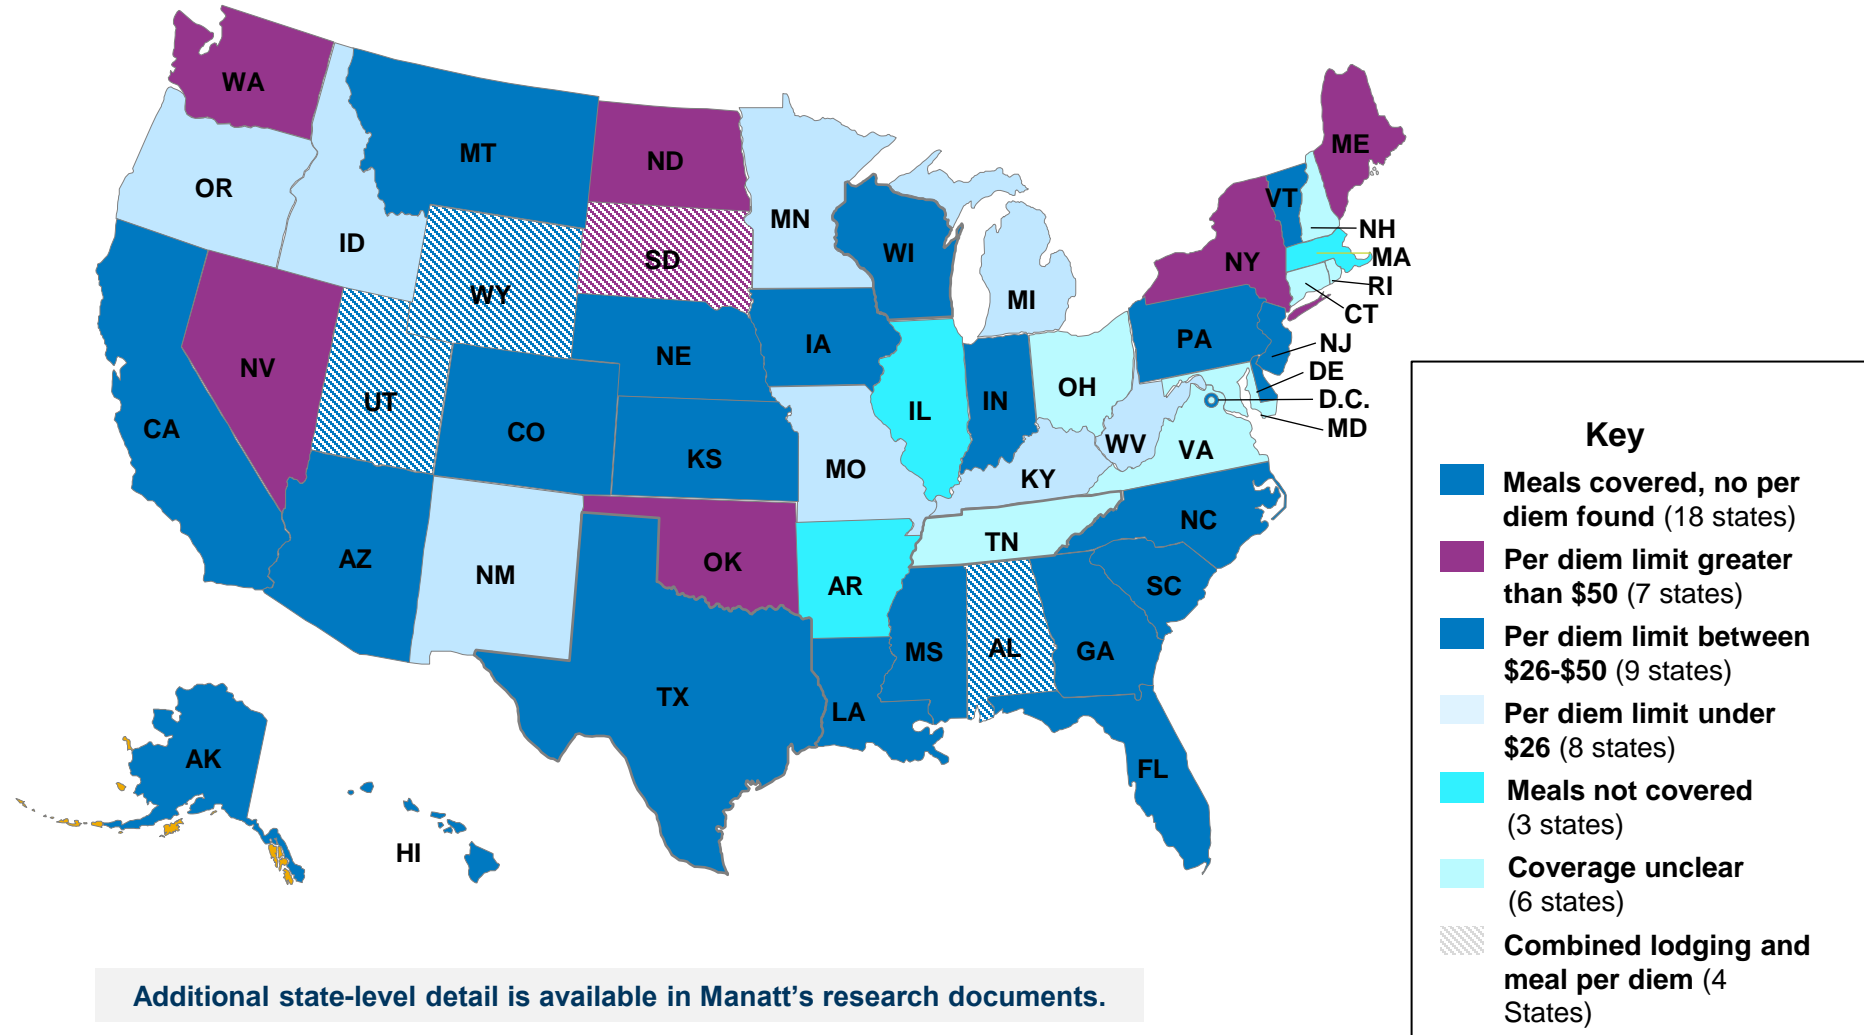 WA
MT
ND
ME
OR
ID
MN
VT
WI
NH
SD
NY
MA
WY
MI
RI
CT
NV
NE
IA
PA
NJ
UT
IL
IN
OH
DE
D.C.
CA
CO
KS
MO
WV
VA
MD
KY
AZ
NM
OK
AR
TN
NC
SC
TX
MS
AL
GA
LA
AK
FL
HI
Key
Meals covered, no per
diem found (18 states)
Per diem limit greater
than $50 (7 states)
Per diem limit between
$26-$50 (9 states)
Per diem limit under
$26 (8 states)
Meals not covered
(3 states)
Coverage unclear
(6 states)
Combined lodging and
meal per diem (4
States)
Additional state-level detail is available in Manatt’s research documents.